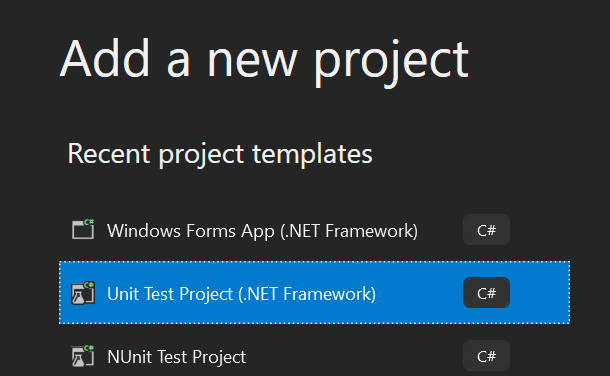 Add a new project
Recent project templates
Windows Forms App (.NET Framework) C#
Unit Test Project (.NET Framework) C#
NUnit Test Project C#